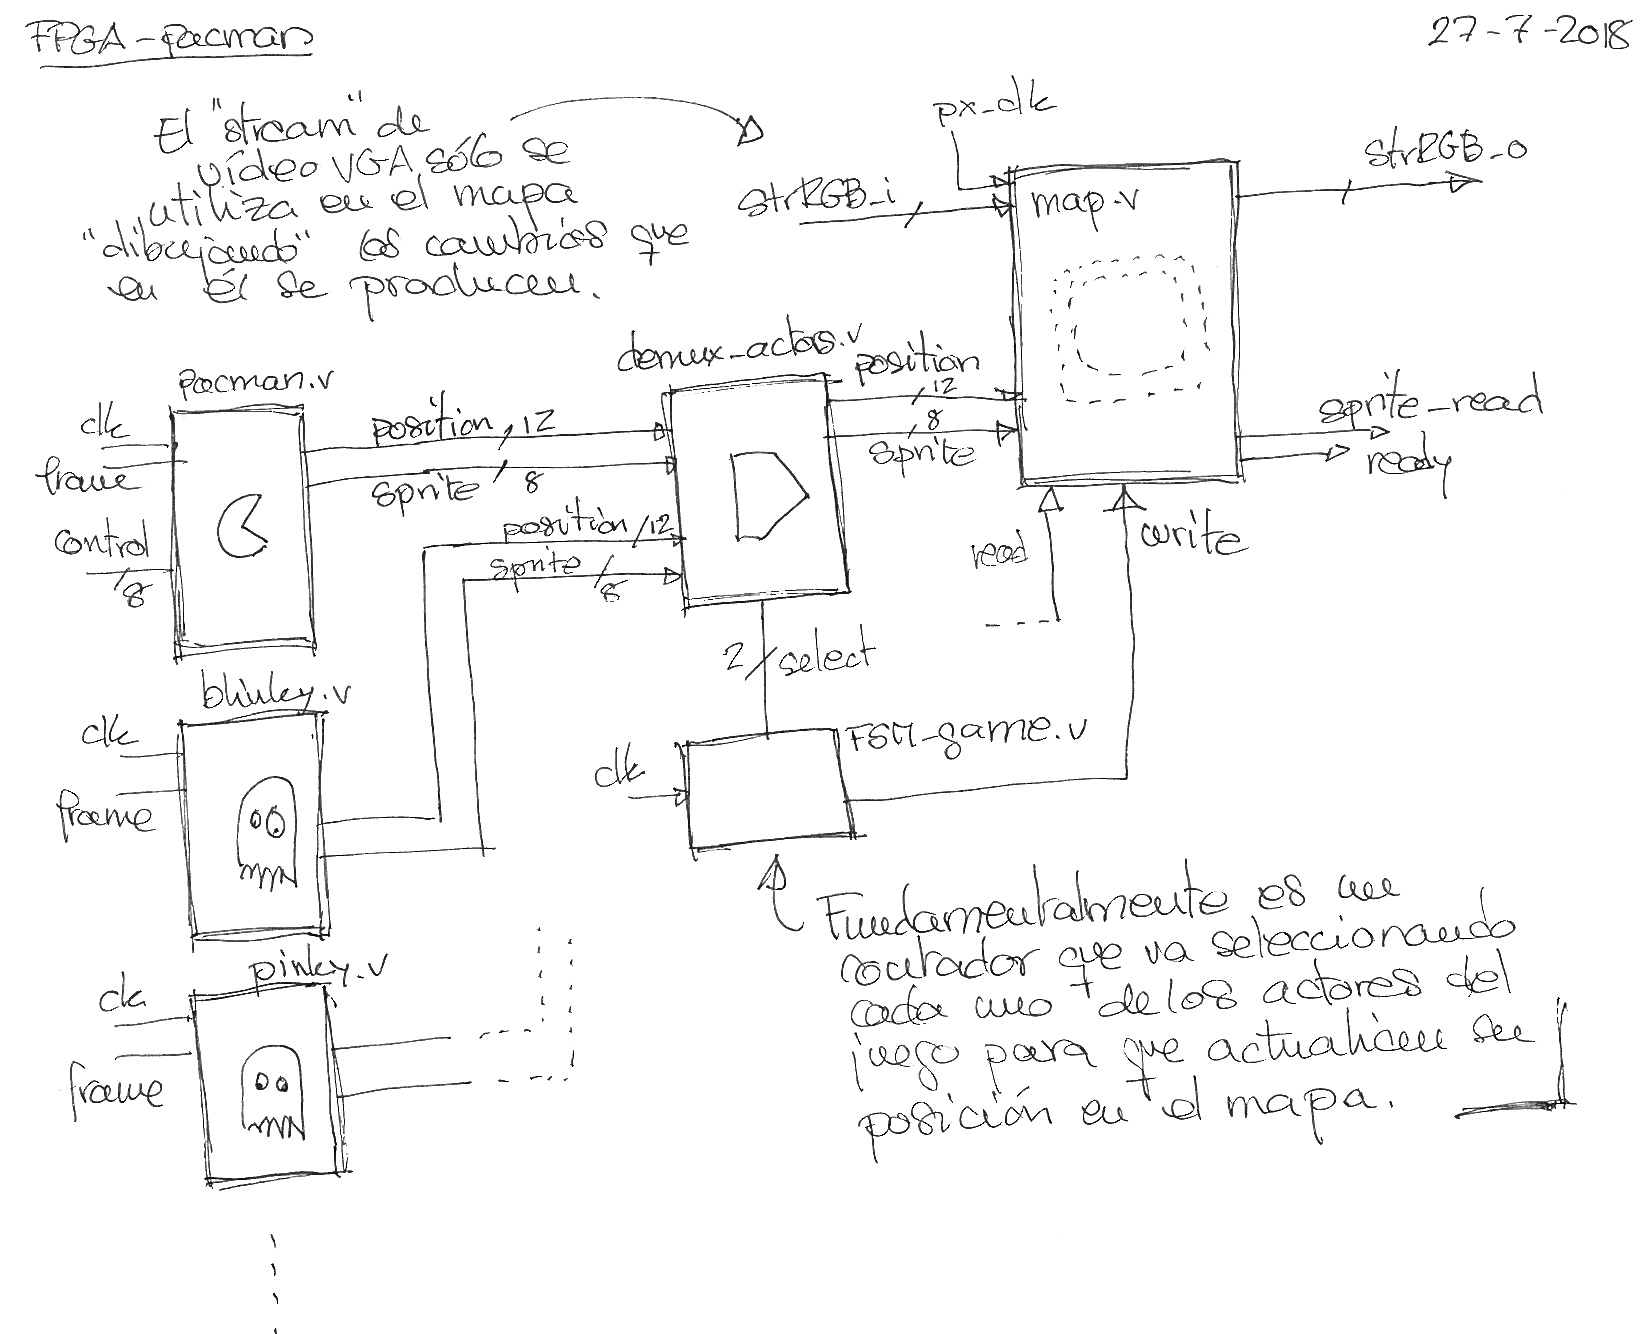 FPGA-pacman
27-7-2018
El "stream" de
vídeo VGA sólo se
utiliza en el mapa
"dibujando" los cambios que
en él se producen.
px_clk
strRGB_i
map.v
strRGB_o
demux_actors.v
position
12
8
sprite
sprite_read
ready
read
write
pacman.v
clk
frame
control
8
position 12
sprite 8
position 12
sprite 8
2 select
blinky.v
clk
frame
FSM-game.v
clk
Fundamentalmente es un
contador que va seleccionando
cada uno de los actores del
juego para que actualicen su
posición en el mapa.
pinky.v
clk
frame